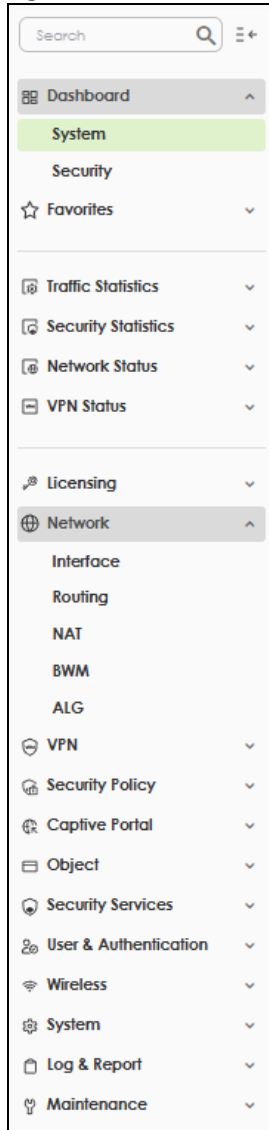 Search
Dashboard
System
Security
Favorites
Traffic Statistics
Security Statistics
Network Status
VPN Status
Licensing
Network
Interface
Routing
NAT
BWM
ALG
VPN
Security Policy
Captive Portal
Object
Security Services
User & Authentication
Wireless
System
Log & Report
Maintenance